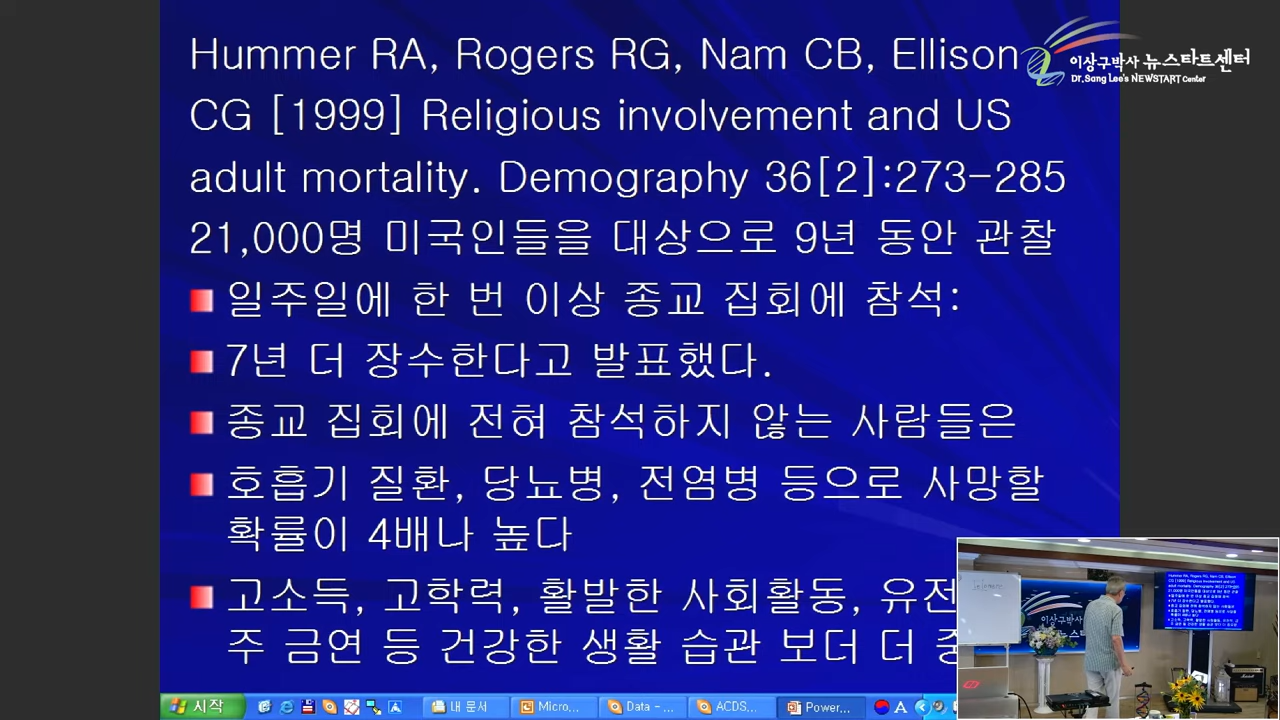 Hummer RA, Rogers RG, Nam CB, Ellison
CG [1999] Religious involvement and US
adult mortality. Demography 36[2]:273-285
21,000명 미국인들을 대상으로 9년 동안 관찰
일주일에 한 번 이상 종교 집회에 참석:
7년 더 장수한다고 발표했다.
종교 집회에 전혀 참석하지 않는 사람들은
호흡기 질환, 당뇨병, 전염병 등으로 사망할
확률이 4배나 높다
고소득, 고학력, 활발한 사회활동, 유전
주 금연 등 건강한 생활 습관 보더 더
이상구박사 뉴스타트센터
Dr. Sang Lee's NEWSTART Center
시작
내 문서
Micro...
Data - ...
ACDS...
Power...
A
이상구박사